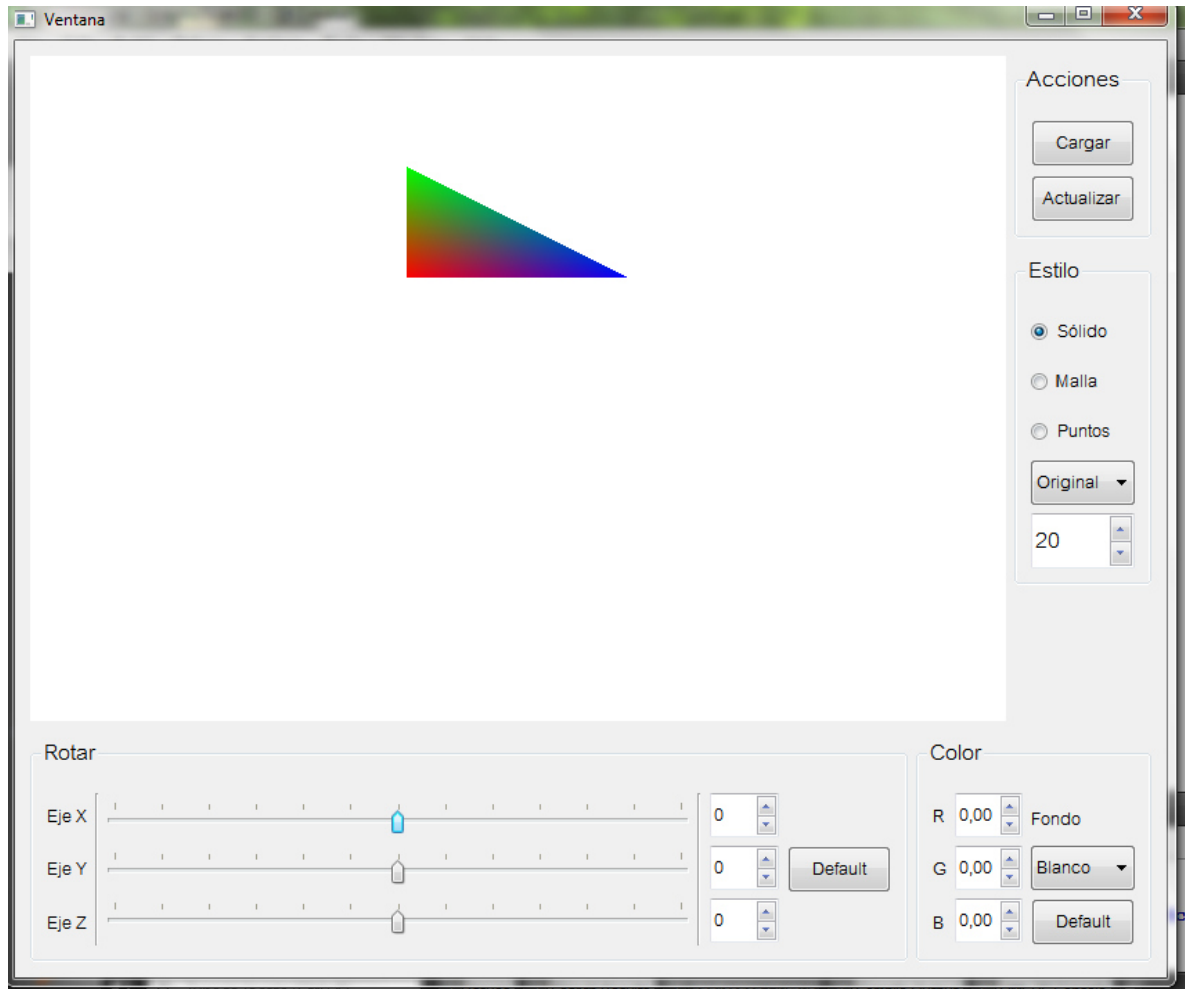 Ventana
Acciones
Cargar
Actualizar
Estilo
Sólido
Malla
Puntos
Original
20
Rotar
Eje X
0
Eje Y
0
Default
Eje Z
0
Color
R 0,00 Fondo
G 0,00 Blanco
B 0,00 Default